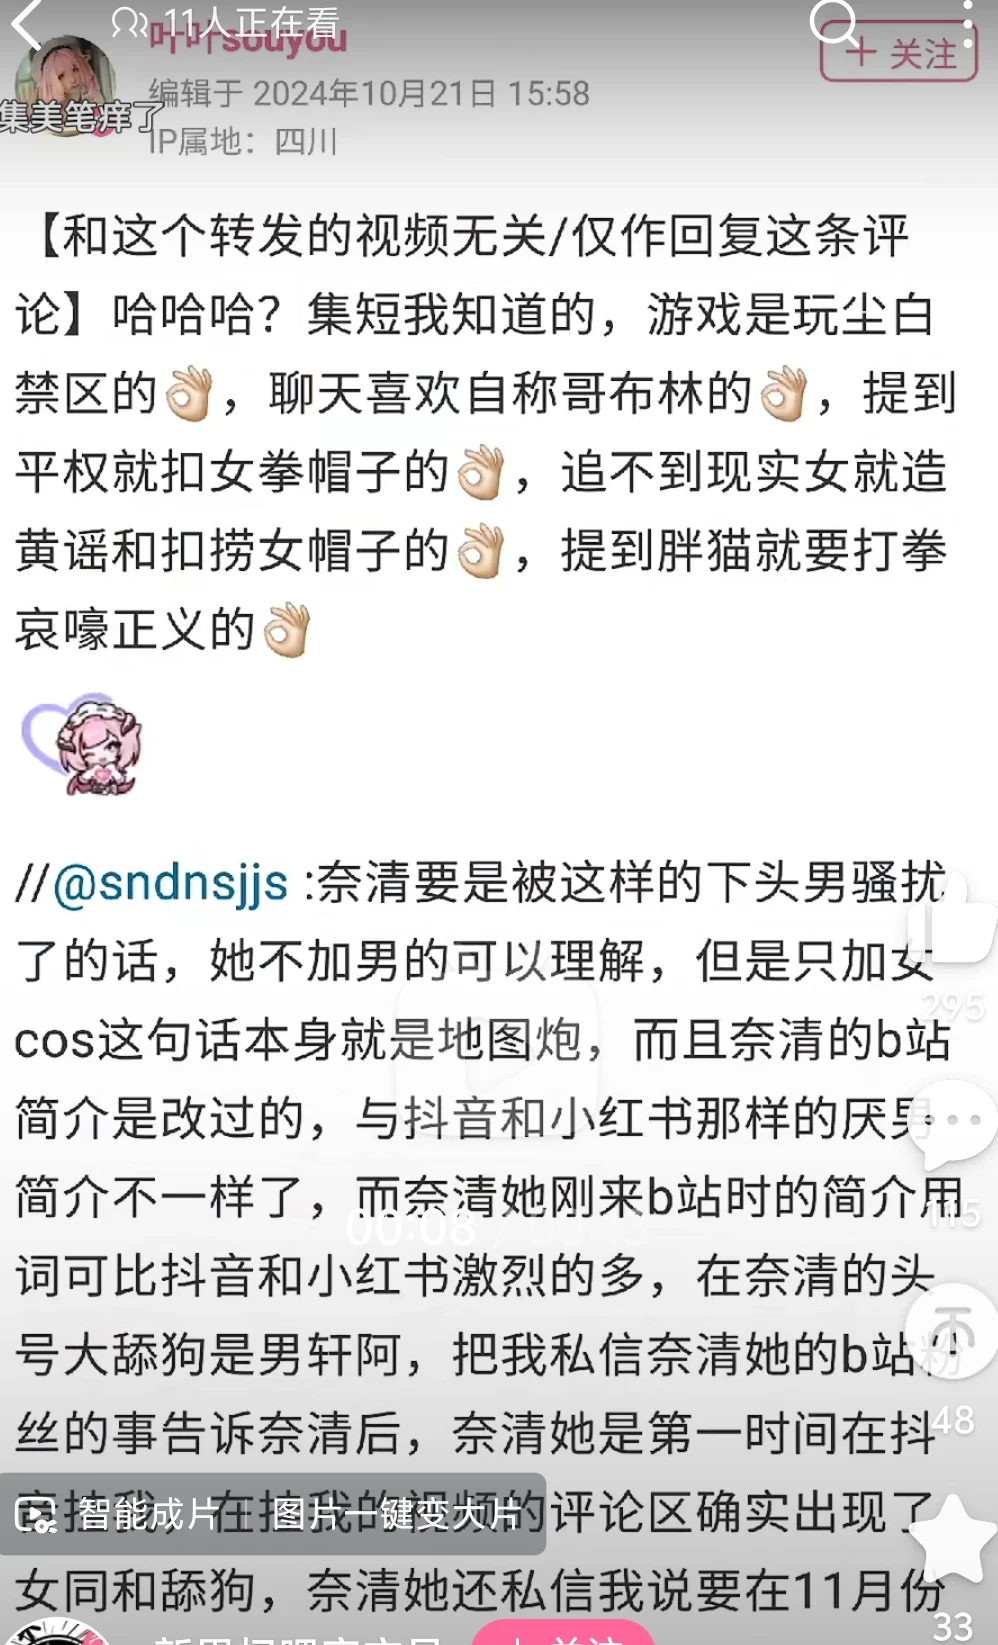 11人正在看
叶叶souyou
+ 关注
编辑于 2024年10月21日 15:58
集美笔痒了
IP属地：四川
【和这个转发的视频无关/仅作回复这条评
论】哈哈哈？集短我知道的，游戏是玩尘白
禁区的👌🏼，聊天喜欢自称哥布林的👌🏼，提到
平权就扣女拳帽子的👌🏼，追不到现实女就造
黄谣和扣捞女帽子的👌🏼，提到胖猫就要打拳
哀嚎正义的👌🏼
//@sndnsjjs :奈清要是被这样的下头男骚扰
了的话，她不加男的可以理解，但是只加女
295
cos这句话本身就是地图炮，而且奈清的b站
简介是改过的，与抖音和小红书那样的厌男
简介不一样了，而奈清她刚来b站时的简介用
115
00:08
词可比抖音和小红书激烈的多，在奈清的头
号大舔狗是男轩阿，把我私信奈清她的b站粉
丝的事告诉奈清后，奈清她是第一时间在抖
48
音挂我，在挂我的视频的评论区确实出现了
智能成片 | 图片一键变大片
女同和舔狗，奈清她还私信我说要在11月份
33
+ 关注